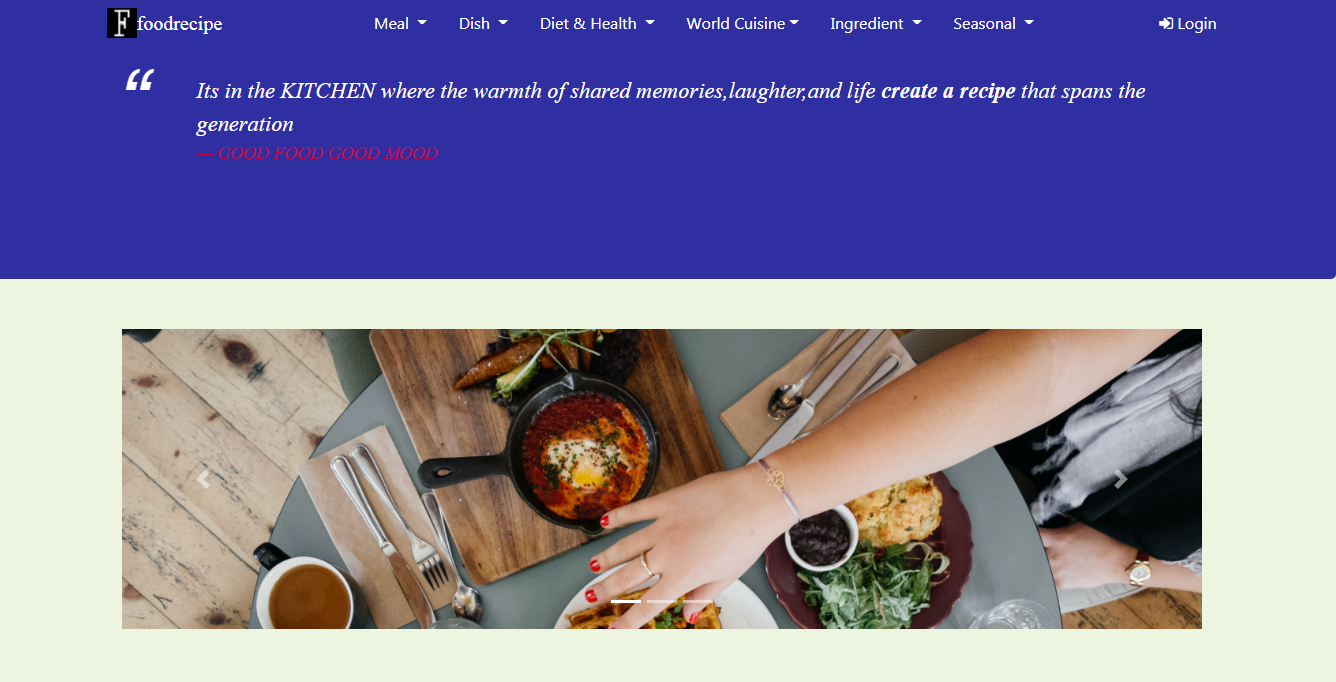 F foodrecipe Meal Dish Diet & Health World Cuisine Ingredient Seasonal Login
“ Its in the KITCHEN where the warmth of shared memories,laughter,and life create a recipe that spans the
generation
— GOOD FOOD GOOD MOOD